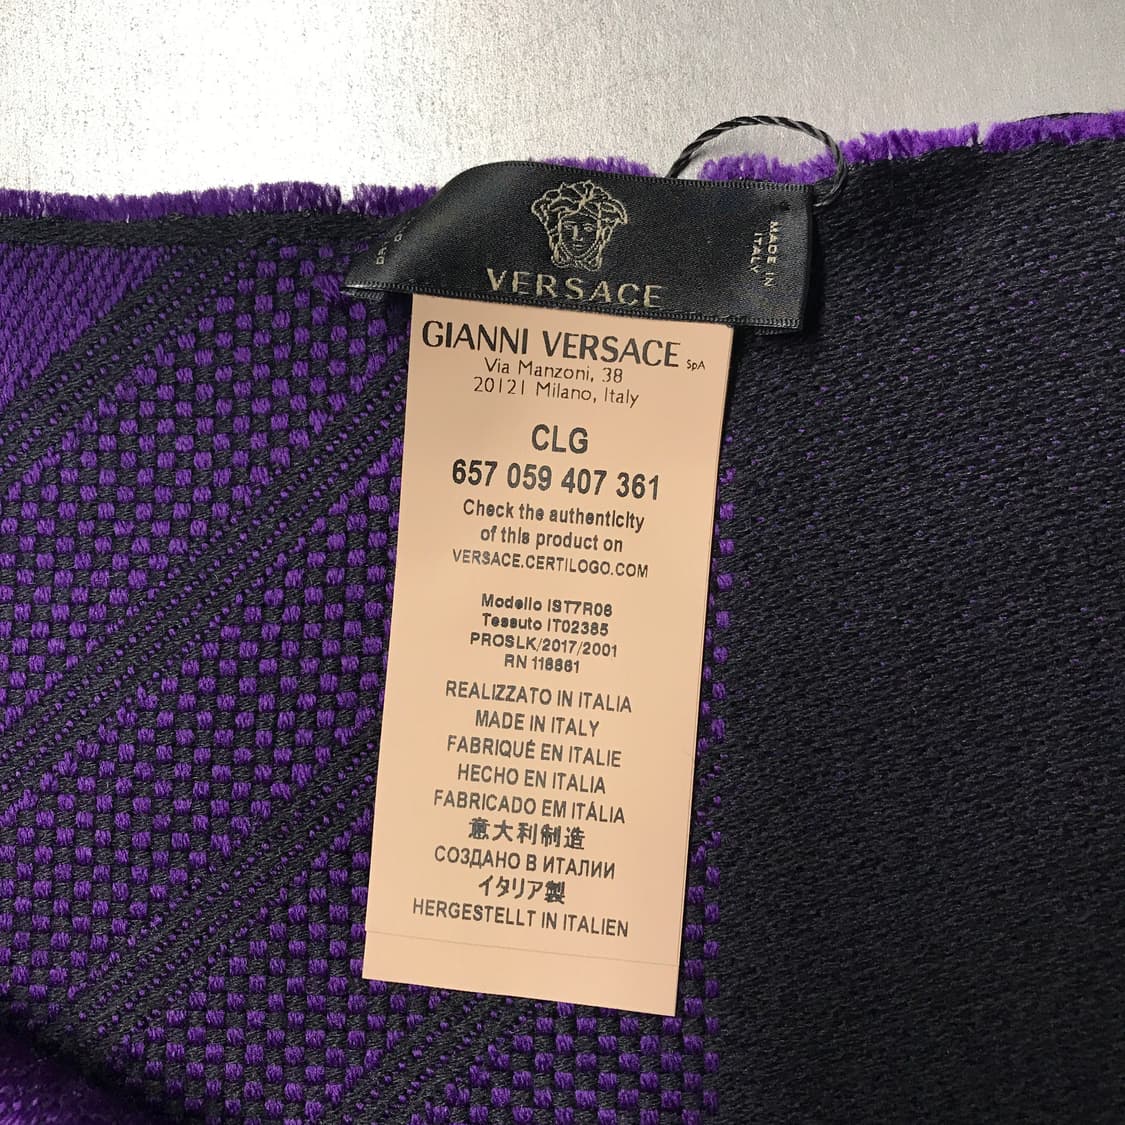 VERSACE
MADE IN
ITALY
GIANNI VERSACE SpA
Via Manzoni, 38
20121 Milano, Italy
CLG
657 059 407 361
Check the authenticity
of this product on
VERSACE.CERTILOGO.COM
Modello IST7R06
Tessuto IT02385
PROSLK/2017/2001
RN 118861
REALIZZATO IN ITALIA
MADE IN ITALY
FABRIQUÉ EN ITALIE
HECHO EN ITALIA
FABRICADO EM ITÁLIA
意大利制造
СОЗДАНО В ИТАЛИИ
イタリア製
HERGESTELLT IN ITALIEN